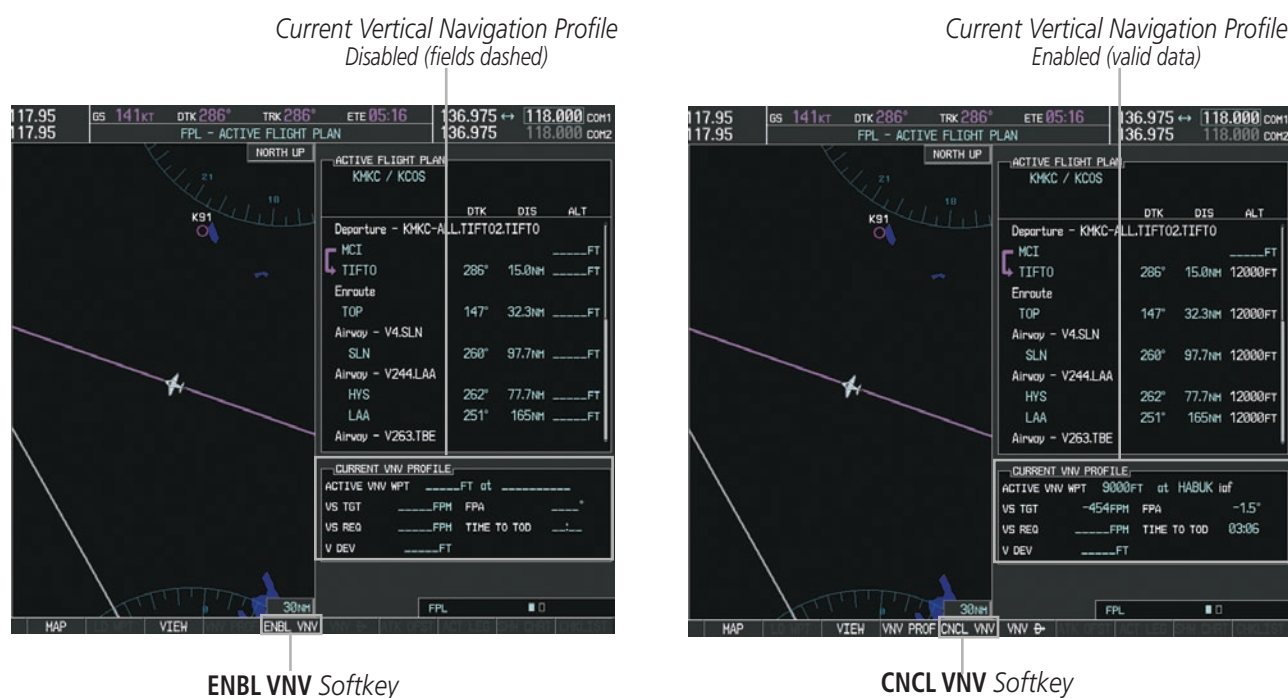 Current Vertical Navigation Profile
Disabled (fields dashed)
117.95 GS 141KT DTK 286° TRK 286° ETE 05:16 136.975 ↔ 118.000 COM1
117.95 FPL - ACTIVE FLIGHT PLAN 136.975 118.000 COM2
NORTH UP
21
18
K91
ACTIVE FLIGHT PLAN
KMKC / KCOS
DTK DIS ALT
Departure - KMKC-ALL.TIFTO2.TIFTO
MCI _____FT
TIFTO 286° 15.0NM _____FT
Enroute
TOP 147° 32.3NM _____FT
Airway - V4.SLN
SLN 260° 97.7NM _____FT
Airway - V244.LAA
HYS 262° 77.7NM _____FT
LAA 251° 165NM _____FT
Airway - V263.TBE
CURRENT VNV PROFILE
ACTIVE VNV WPT _____FT at __________
VS TGT _____FPM FPA ____°
VS REQ _____FPM TIME TO TOD __:__
V DEV _____FT
30NM
FPL
MAP VIEW ENBL VNV
ENBL VNV Softkey
Current Vertical Navigation Profile
Enabled (valid data)
117.95 GS 141KT DTK 286° TRK 286° ETE 05:16 136.975 ↔ 118.000 COM1
117.95 FPL - ACTIVE FLIGHT PLAN 136.975 118.000 COM2
NORTH UP
21
18
K91
ACTIVE FLIGHT PLAN
KMKC / KCOS
DTK DIS ALT
Departure - KMKC-ALL.TIFTO2.TIFTO
MCI _____FT
TIFTO 286° 15.0NM 12000FT
Enroute
TOP 147° 32.3NM 12000FT
Airway - V4.SLN
SLN 260° 97.7NM 12000FT
Airway - V244.LAA
HYS 262° 77.7NM 12000FT
LAA 251° 165NM 12000FT
Airway - V263.TBE
CURRENT VNV PROFILE
ACTIVE VNV WPT 9000FT at HABUK iaf
VS TGT -454FPM FPA -1.5°
VS REQ _____FPM TIME TO TOD 03:06
V DEV _____FT
30NM
FPL
MAP VIEW VNV PROF CNCL VNV VNV
CNCL VNV Softkey